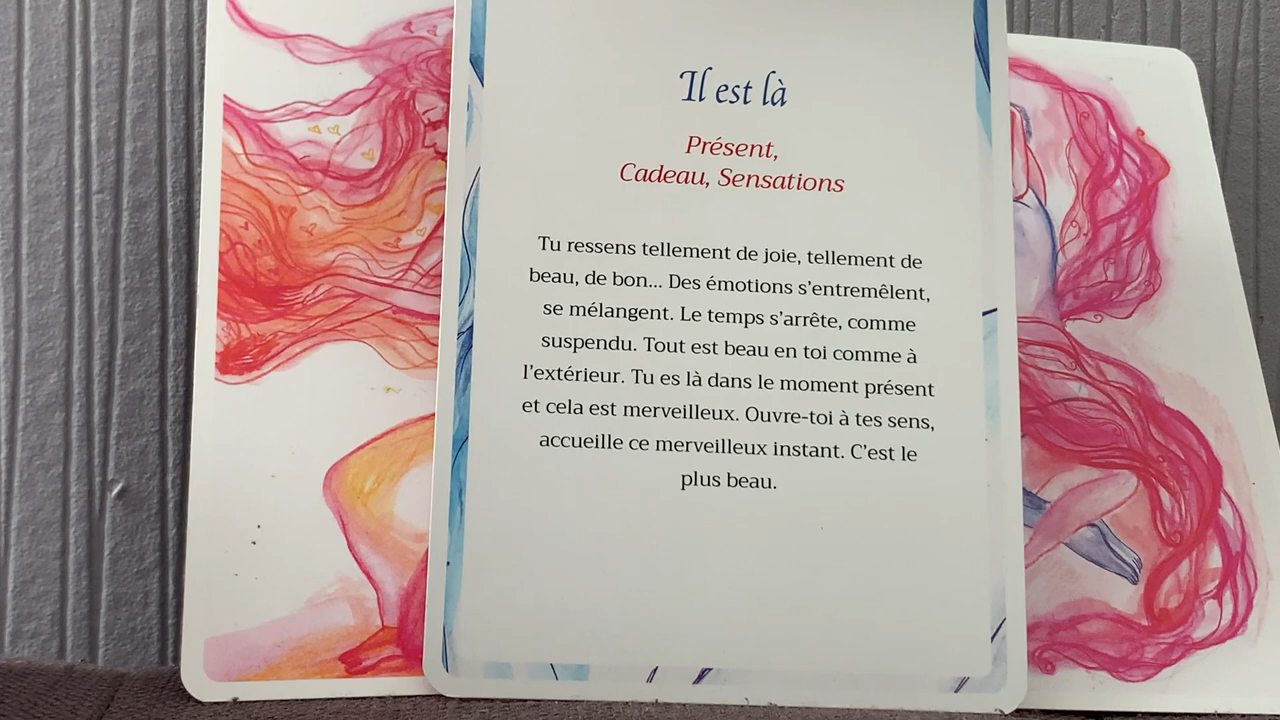 Il est là
Présent,
Cadeau, Sensations
Tu ressens tellement de joie, tellement de
beau, de bon... Des émotions s'entremêlent,
se mélangent. Le temps s'arrête, comme
suspendu. Tout est beau en toi comme à
l'extérieur. Tu es là dans le moment présent
et cela est merveilleux. Ouvre-toi à tes sens,
accueille ce merveilleux instant. C'est le
plus beau.